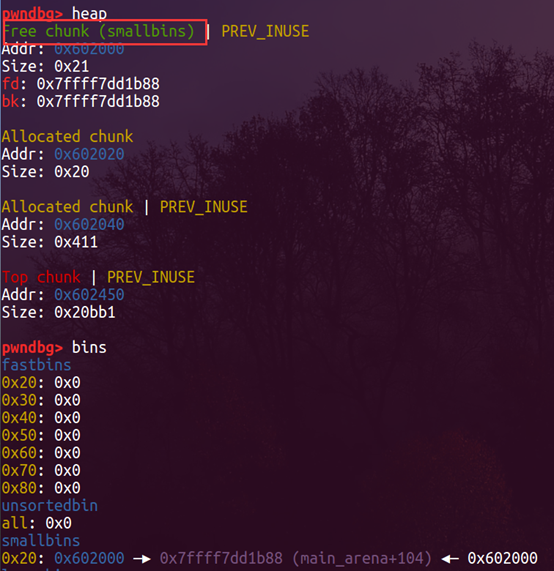 pwndbg> heap
Free chunk (smallbins) | PREV_INUSE
Addr: 0x602000
Size: 0x21
fd: 0x7ffff7dd1b88
bk: 0x7ffff7dd1b88
Allocated chunk
Addr: 0x602020
Size: 0x20
Allocated chunk | PREV_INUSE
Addr: 0x602040
Size: 0x411
Top chunk | PREV_INUSE
Addr: 0x602450
Size: 0x20bb1
pwndbg> bins
fastbins
0x20: 0x0
0x30: 0x0
0x40: 0x0
0x50: 0x0
0x60: 0x0
0x70: 0x0
0x80: 0x0
unsortedbin
all: 0x0
smallbins
0x20: 0x602000 —▸ 0x7ffff7dd1b88 (main_arena+104) ◂— 0x602000